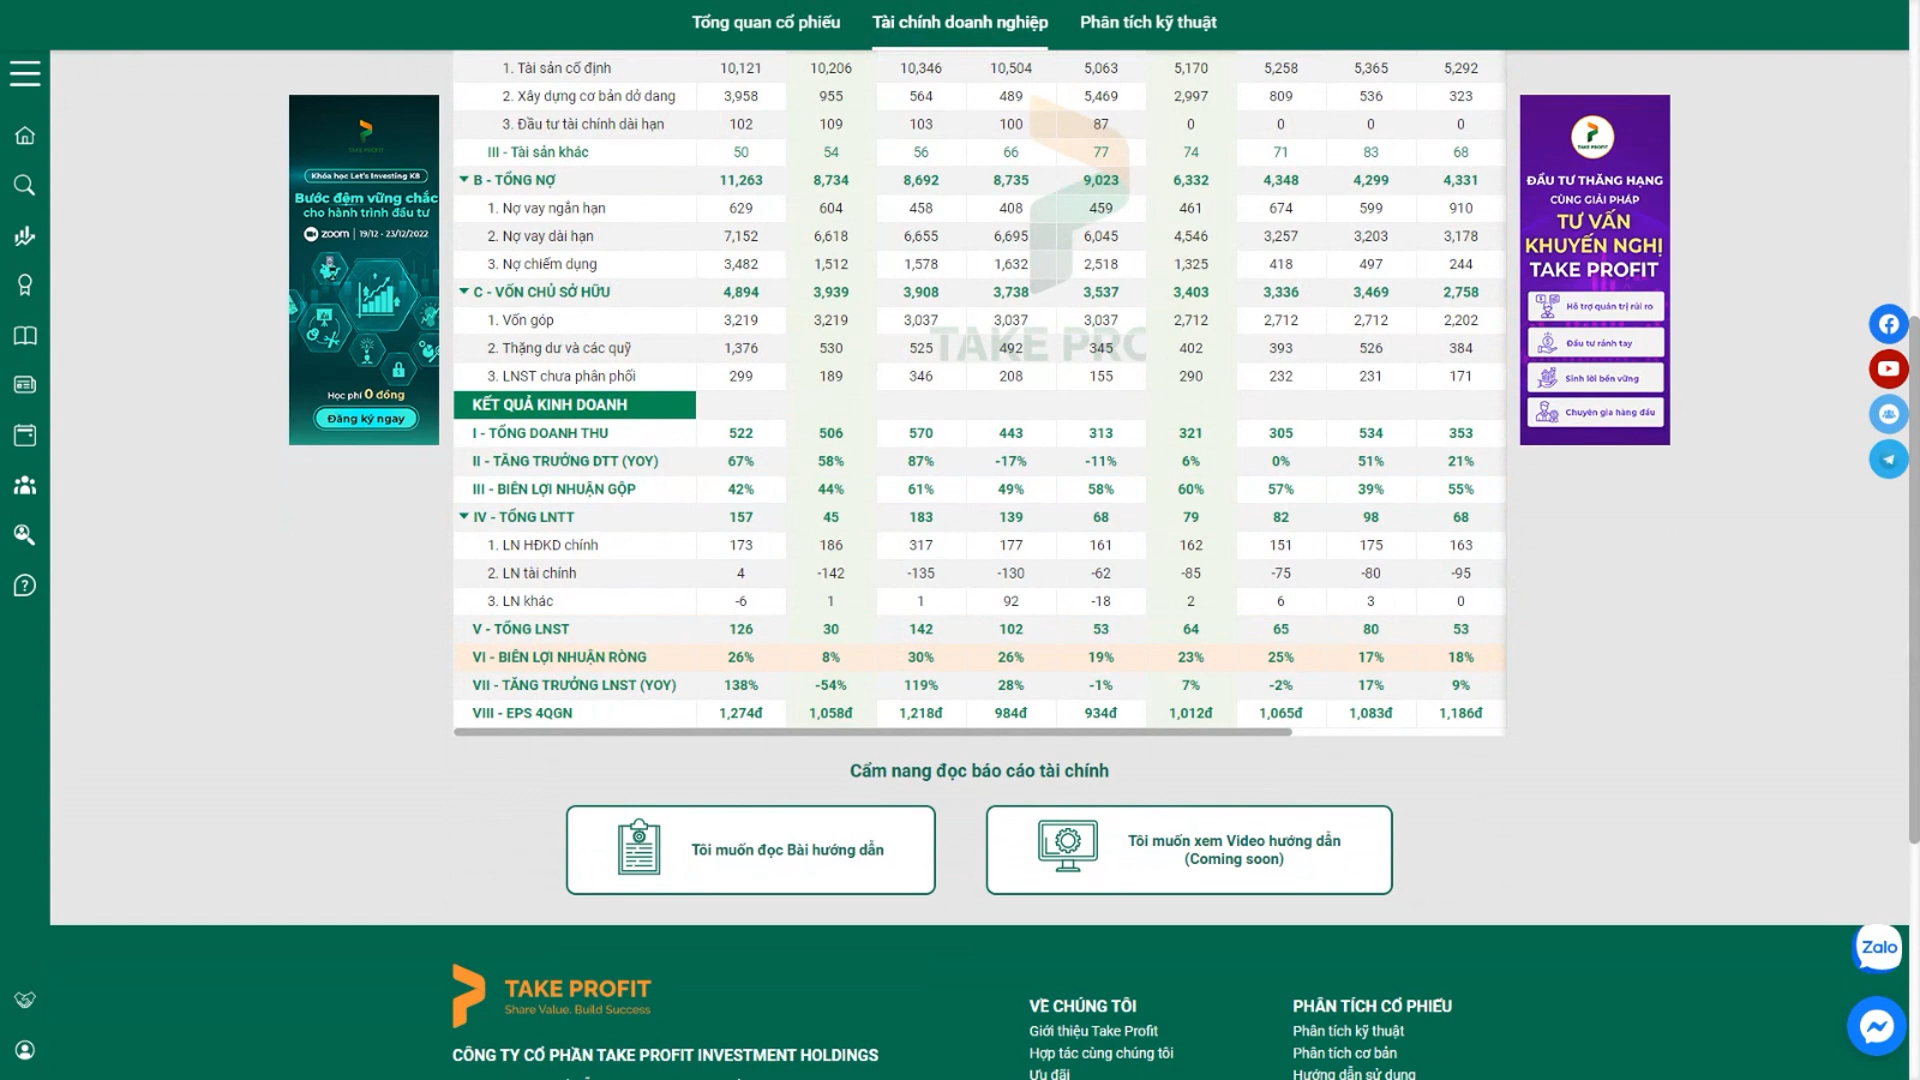 Tổng quan cổ phiếu Tài chính doanh nghiệp Phân tích kỹ thuật
1. Tài sản cố định 10,121 10,206 10,346 10,504 5,063 5,170 5,258 5,365 5,292
2. Xây dựng cơ bản dở dang 3,958 955 564 489 5,469 2,997 809 536 323
3. Đầu tư tài chính dài hạn 102 109 103 100 87 0 0 0 0
III - Tài sản khác 50 54 56 66 77 74 71 83 68
B - TỔNG NỢ 11,263 8,734 8,692 8,735 9,023 6,332 4,348 4,299 4,331
1. Nợ vay ngắn hạn 629 604 458 408 459 461 674 599 910
2. Nợ vay dài hạn 7,152 6,618 6,655 6,695 6,045 4,546 3,257 3,203 3,178
3. Nợ chiếm dụng 3,482 1,512 1,578 1,632 2,518 1,325 418 497 244
C - VỐN CHỦ SỞ HỮU 4,894 3,939 3,908 3,738 3,537 3,403 3,336 3,469 2,758
1. Vốn góp 3,219 3,219 3,037 3,037 3,037 2,712 2,712 2,712 2,202
2. Thặng dư và các quỹ 1,376 530 525 492 345 402 393 526 384
3. LNST chưa phân phối 299 189 346 208 155 290 232 231 171
TAKE PRO
KẾT QUẢ KINH DOANH
I - TỔNG DOANH THU 522 506 570 443 313 321 305 534 353
II - TĂNG TRƯỞNG DTT (YOY) 67% 58% 87% -17% -11% 6% 0% 51% 21%
III - BIÊN LỢI NHUẬN GỘP 42% 44% 61% 49% 58% 60% 57% 39% 55%
IV - TỔNG LNTT 157 45 183 139 68 79 82 98 68
1. LN HĐKD chính 173 186 317 177 161 162 151 175 163
2. LN tài chính 4 -142 -135 -130 -62 -85 -75 -80 -95
3. LN khác -6 1 1 92 -18 2 6 3 0
V - TỔNG LNST 126 30 142 102 53 64 65 80 53
VI - BIÊN LỢI NHUẬN RÒNG 26% 8% 30% 26% 19% 23% 25% 17% 18%
VII - TĂNG TRƯỞNG LNST (YOY) 138% -54% 119% 28% -1% 7% -2% 17% 9%
VIII - EPS 4QGN 1,274đ 1,058đ 1,218đ 984đ 934đ 1,012đ 1,065đ 1,083đ 1,186đ
TAKE PROFIT
Khóa học Let's Investing K8
Bước đệm vững chắc
cho hành trình đầu tư
zoom | 19/12 - 23/12/2022
Học phí 0 đồng
Đăng ký ngay
TAKE PROFIT
ĐẦU TƯ THĂNG HẠNG
CÙNG GIẢI PHÁP
TƯ VẤN
KHUYẾN NGHỊ
TAKE PROFIT
Hỗ trợ quản trị rủi ro
Đầu tư rảnh tay
Sinh lời bền vững
Chuyên gia hàng đầu
Cẩm nang đọc báo cáo tài chính
Tôi muốn đọc Bài hướng dẫn
Tôi muốn xem Video hướng dẫn
(Coming soon)
Zalo
TAKE PROFIT
Share Value. Build Success
CÔNG TY CỔ PHẦN TAKE PROFIT INVESTMENT HOLDINGS
VỀ CHÚNG TÔI
Giới thiệu Take Profit
Hợp tác cùng chúng tôi
Ưu đãi
PHÂN TÍCH CỔ PHIẾU
Phân tích kỹ thuật
Phân tích cơ bản
Hướng dẫn sử dụng